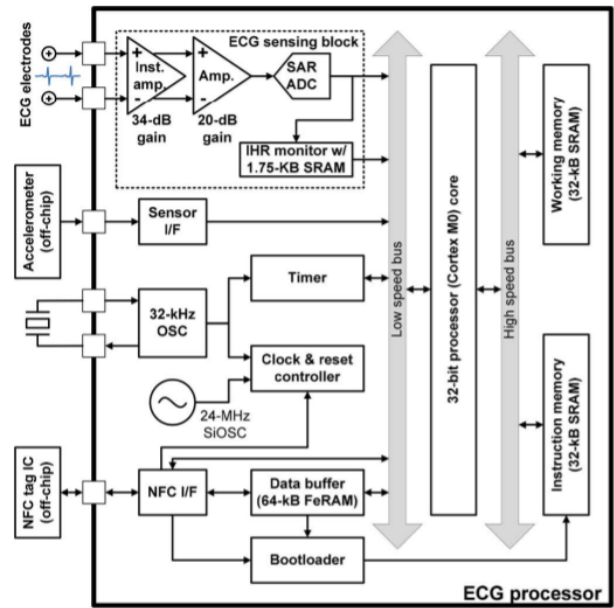 ECG electrodes
ECG sensing block
+
-
Inst.
amp.
34-dB
gain
+
-
Amp.
20-dB
gain
SAR
ADC
IHR monitor w/
1.75-KB SRAM
Accelerometer
(off-chip)
Sensor
I/F
32-kHz
OSC
Timer
Clock & reset
controller
24-MHz
SiOSC
NFC tag IC
(off-chip)
NFC I/F
Data buffer
(64-kB FeRAM)
Bootloader
Low speed bus
32-bit processor (Cortex M0) core
High speed bus
Working memory
(32-kB SRAM)
Instruction memory
(32-kB SRAM)
ECG processor